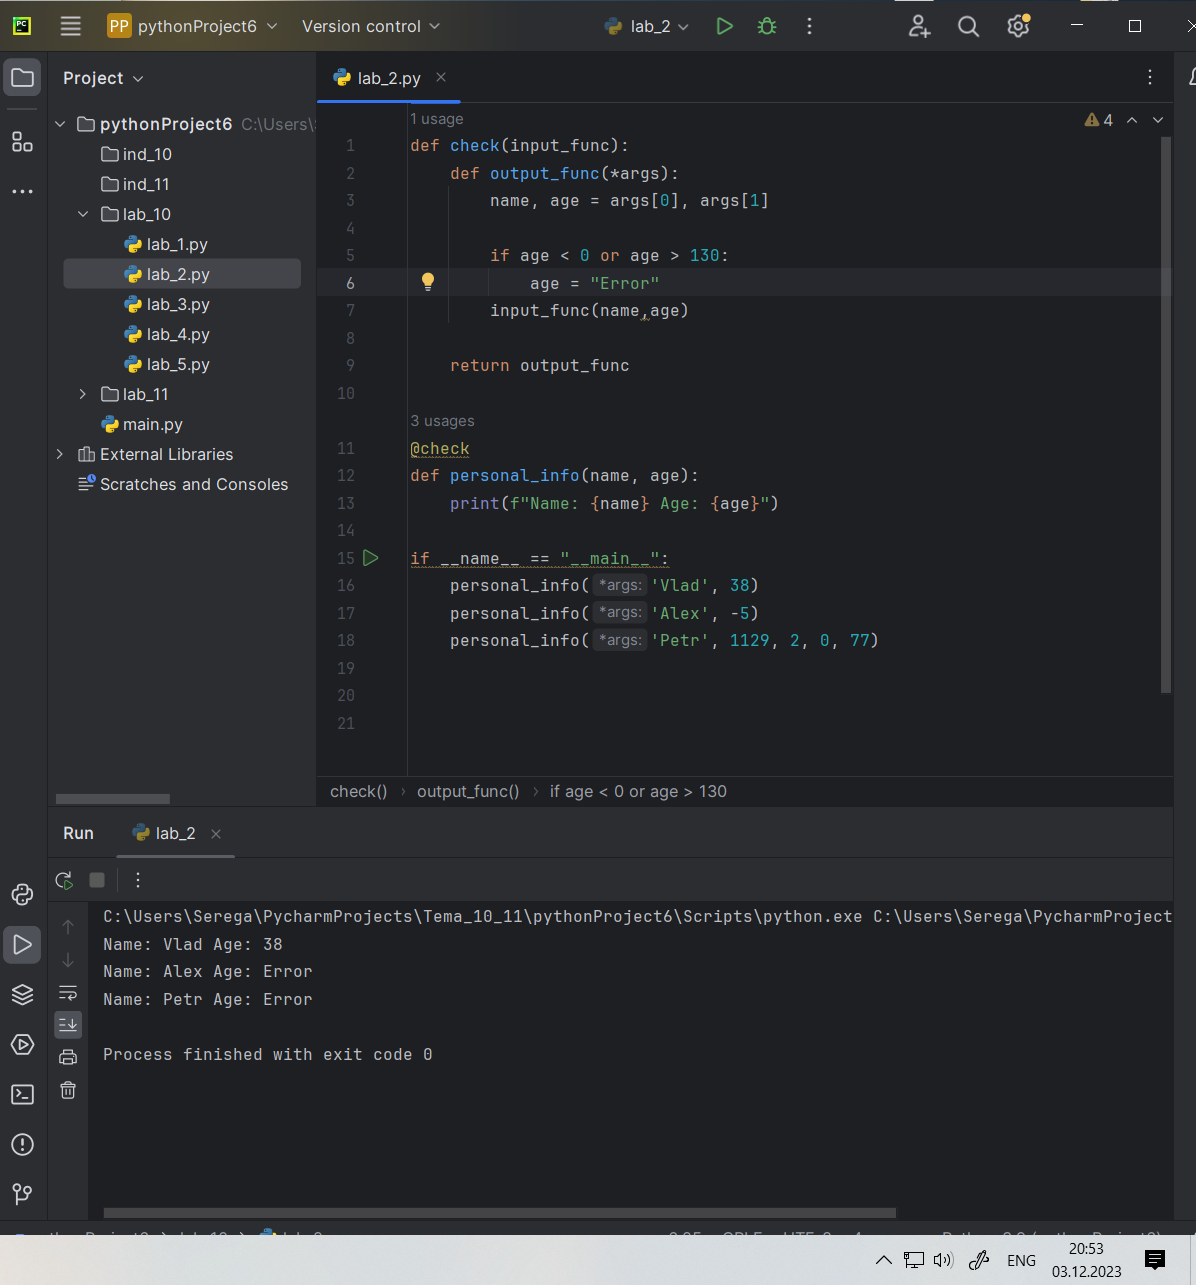 PC
PP pythonProject6 Version control lab_2
Project
pythonProject6 C:\Users\
ind_10
ind_11
lab_10
lab_1.py
lab_2.py
lab_3.py
lab_4.py
lab_5.py
lab_11
main.py
External Libraries
Scratches and Consoles
lab_2.py
1 usage
4
1 def check(input_func):
2 def output_func(*args):
3 name, age = args[0], args[1]
4
5 if age < 0 or age > 130:
6 age = "Error"
7 input_func(name,age)
8
9 return output_func
10
3 usages
11 @check
12 def personal_info(name, age):
13 print(f"Name: {name} Age: {age}")
14
15 if __name__ == "__main__":
16 personal_info( *args: 'Vlad', 38)
17 personal_info( *args: 'Alex', -5)
18 personal_info( *args: 'Petr', 1129, 2, 0, 77)
19
20
21
check() › output_func() › if age < 0 or age > 130
Run lab_2
C:\Users\Serega\PycharmProjects\Tema_10_11\pythonProject6\Scripts\python.exe C:\Users\Serega\PycharmProject
Name: Vlad Age: 38
Name: Alex Age: Error
Name: Petr Age: Error
Process finished with exit code 0
ENG
20:53
03.12.2023